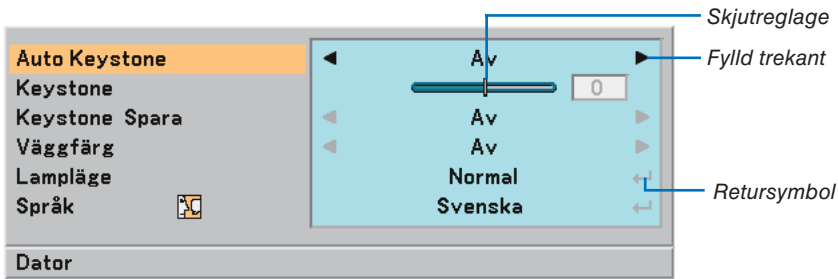 Skjutreglage
Auto Keystone Av Fylld trekant
Keystone 0
Keystone Spara Av
Väggfärg Av
Lampläge Normal Retursymbol
Språk Svenska
Dator